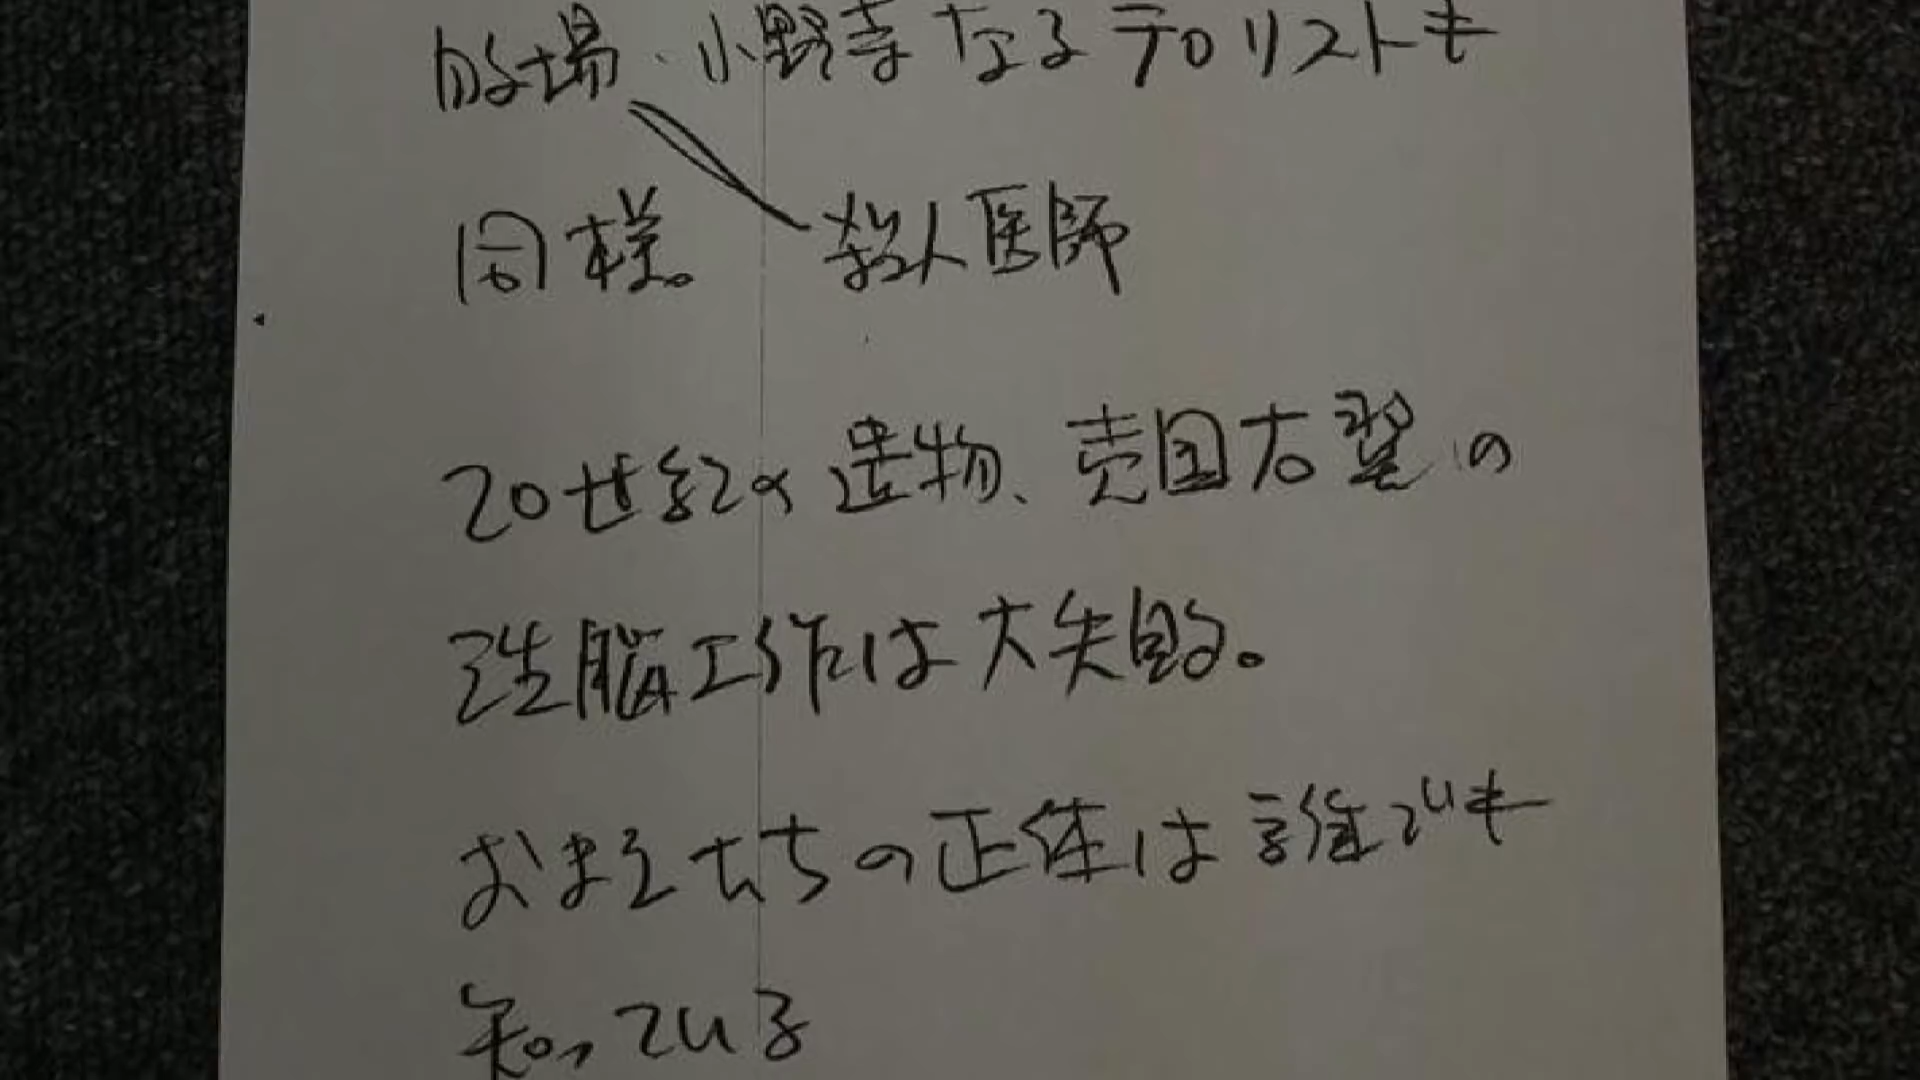 的場、小野寺なるテロリストも
同様。 殺人医師
20世紀の遺物、売国右翼の
洗脳工作は大失敗。
おまえたちの正体は誰でも
知っている